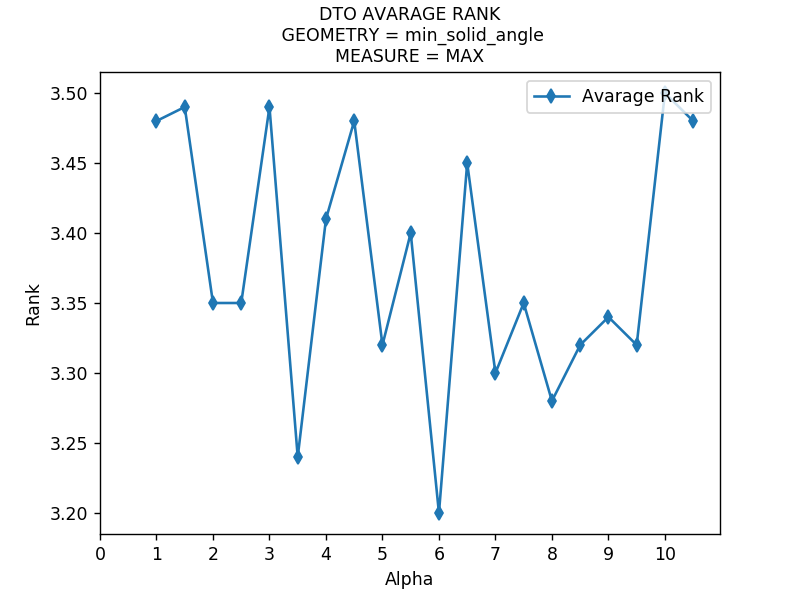 DTO AVARAGE RANK
GEOMETRY = min_solid_angle
MEASURE = MAX
Avarage Rank
3.50
3.45
3.40
3.35
3.30
3.25
3.20
Rank
0 1 2 3 4 5 6 7 8 9 10
Alpha